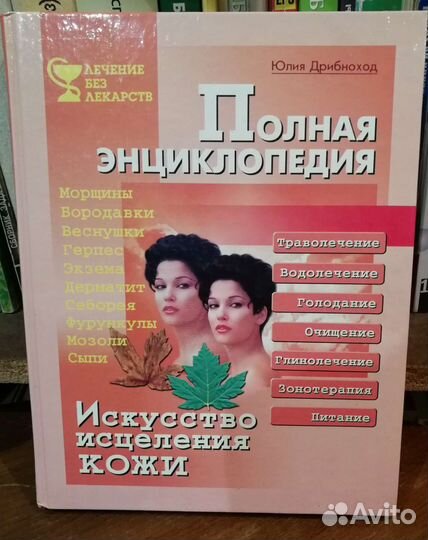 ЛЕЧЕНИЕ
БЕЗ
ЛЕКАРСТВ
Юлия Дрибноход
ПОЛНАЯ
ЭНЦИКЛОПЕДИЯ
Морщины
Бородавки
Веснушки
Герпес
Экзема
Дерматит
Себорея
Фурункулы
Мозоли
Сыпи
Траволечение
Водолечение
Голодание
Очищение
Глинолечение
Зонотерапия
Питание
Искусство
исцеления
кожи
Avito